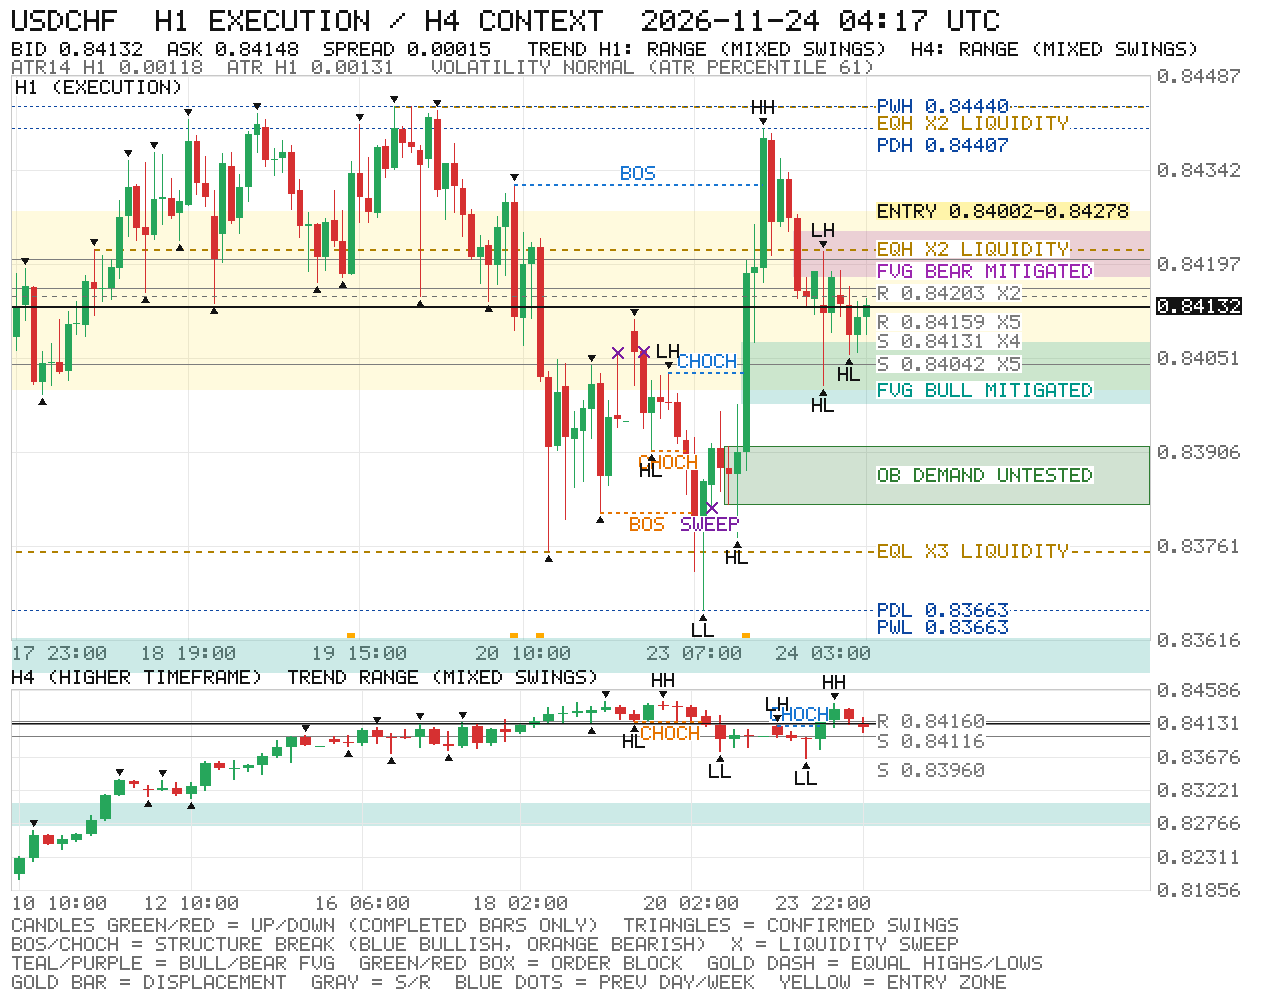 USDCHF H1 EXECUTION / H4 CONTEXT 2026-11-24 04:17 UTC
BID 0.84132 ASK 0.84148 SPREAD 0.00015 TREND H1: RANGE (MIXED SWINGS) H4: RANGE (MIXED SWINGS)
ATR14 H1 0.00118 ATR H1 0.00131 VOLATILITY NORMAL (ATR PERCENTILE 61)
0.84487
H1 (EXECUTION)
HH
PWH 0.84440
EQH X2 LIQUIDITY
PDH 0.84407
BOS
0.84342
ENTRY 0.84002-0.84278
LH
EQH X2 LIQUIDITY
0.84197
FVG BEAR MITIGATED
R 0.84203 X2
0.84132
R 0.84159 X5
S 0.84131 X4
LH
CHOCH
0.84051
S 0.84042 X5
HL
FVG BULL MITIGATED
HL
0.83906
CHOCH
HL
OB DEMAND UNTESTED
BOS
SWEEP
0.83761
EQL X3 LIQUIDITY
HL
PDL 0.83663
PWL 0.83663
LL
0.83616
17 23:00
18 19:00
19 15:00
20 10:00
23 07:00
24 03:00
H4 (HIGHER TIMEFRAME) TREND RANGE (MIXED SWINGS)
HH
HH
0.84586
LH
CHOCH
R 0.84160
0.84131
CHOCH
HL
S 0.84116
0.83676
LL
LL
S 0.83960
0.83221
0.82766
0.82311
0.81856
10 10:00
12 10:00
16 06:00
18 02:00
20 02:00
23 22:00
CANDLES GREEN/RED = UP/DOWN (COMPLETED BARS ONLY) TRIANGLES = CONFIRMED SWINGS
BOS/CHOCH = STRUCTURE BREAK (BLUE BULLISH, ORANGE BEARISH) X = LIQUIDITY SWEEP
TEAL/PURPLE = BULL/BEAR FVG GREEN/RED BOX = ORDER BLOCK GOLD DASH = EQUAL HIGHS/LOWS
GOLD BAR = DISPLACEMENT GRAY = S/R BLUE DOTS = PREV DAY/WEEK YELLOW = ENTRY ZONE